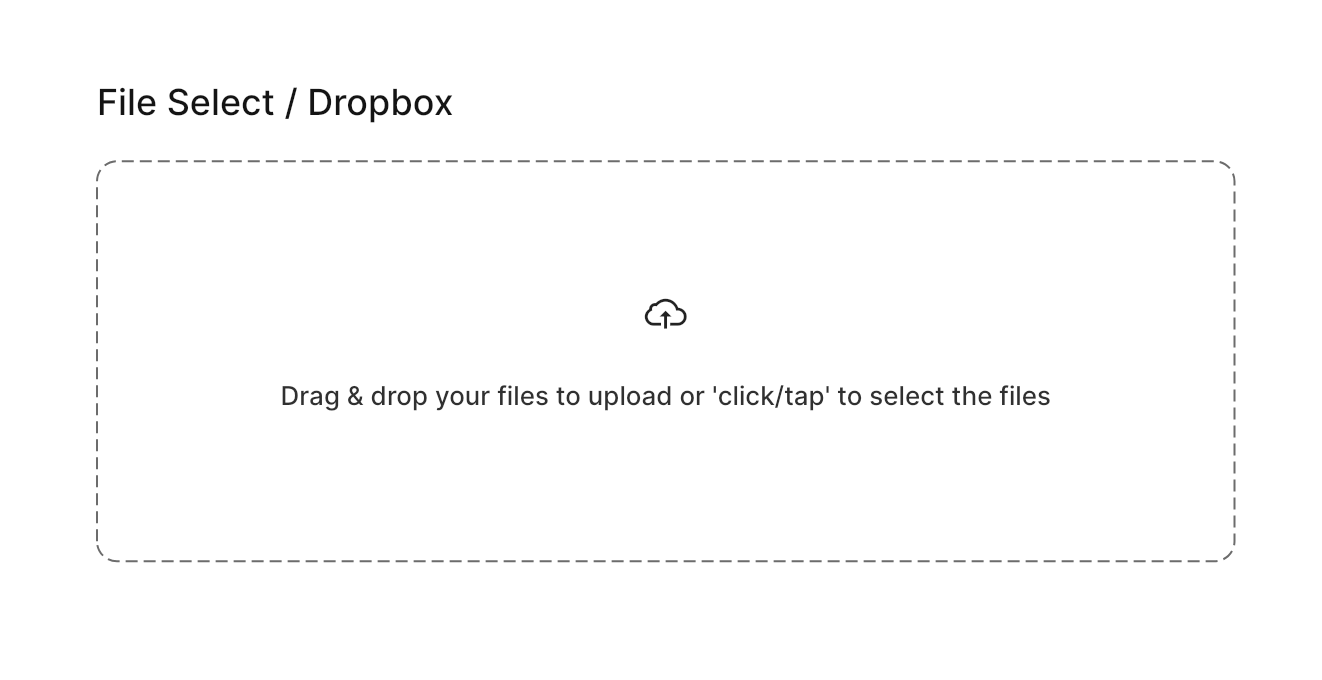 File Select / Dropbox
Drag & drop your files to upload or 'click/tap' to select the files